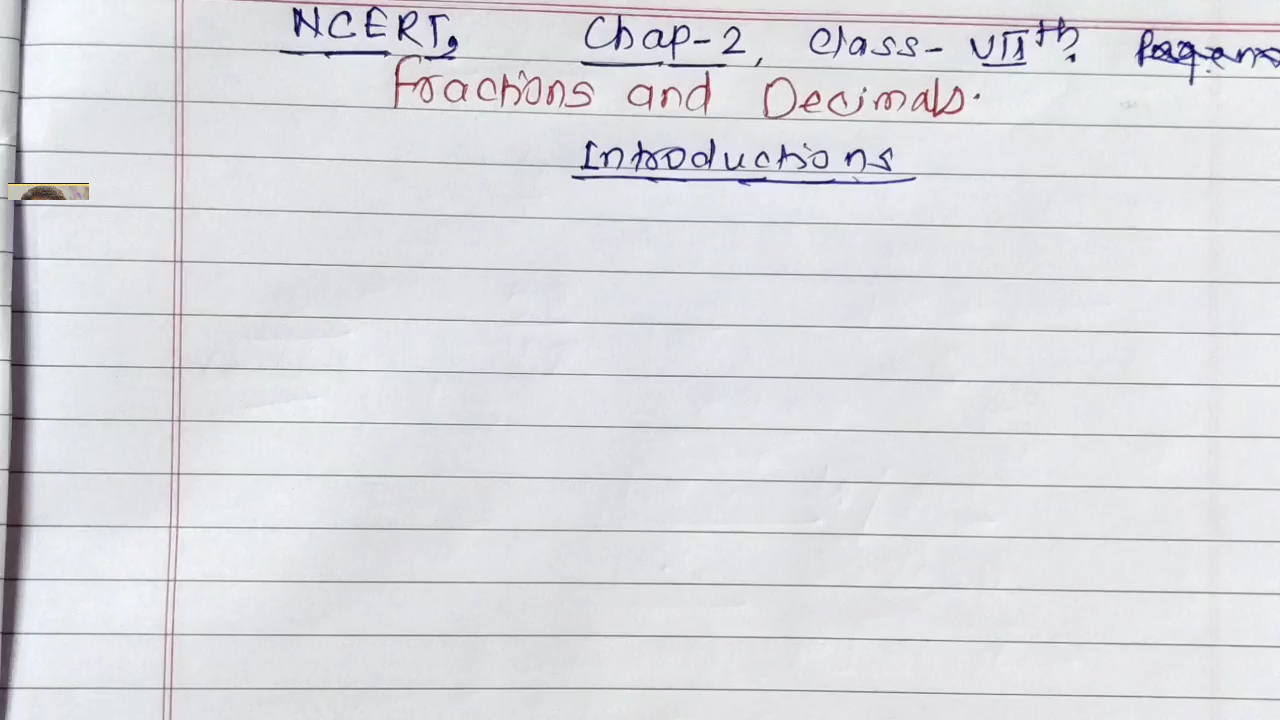 NCERT, Chap-2, Class- VIIth,
Fractions and Decimals.
Introductions